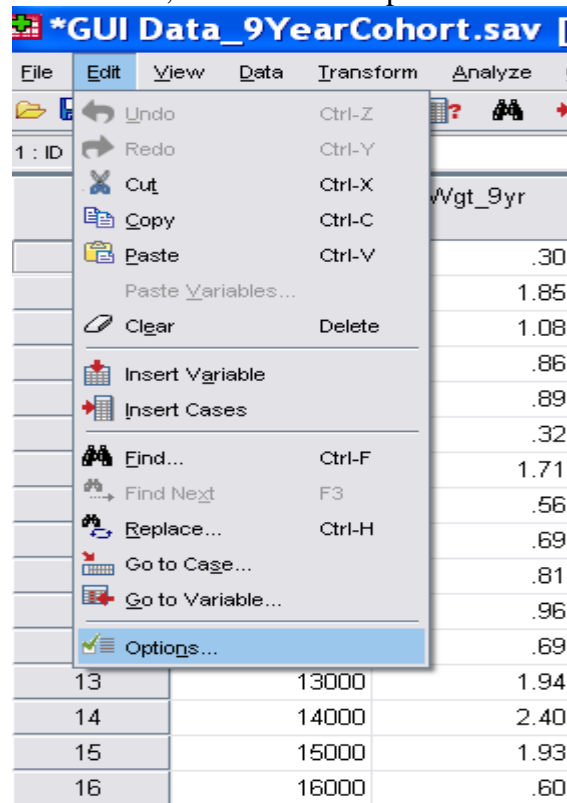 *GUI Data_9YearCohort.sav [
File Edit View Data Transform Analyze
1 : ID
Wgt_9yr
Undo Ctrl-Z
Redo Ctrl-Y
Cut Ctrl-X
Copy Ctrl-C
Paste Ctrl-V
Paste Variables...
Clear Delete
Insert Variable
Insert Cases
Find... Ctrl-F
Find Next F3
Replace... Ctrl-H
Go to Case...
Go to Variable...
Options...
.30
1.85
1.08
.86
.89
.32
1.71
.56
.69
.81
.96
.69
13 13000 1.94
14 14000 2.40
15 15000 1.93
16 16000 .60